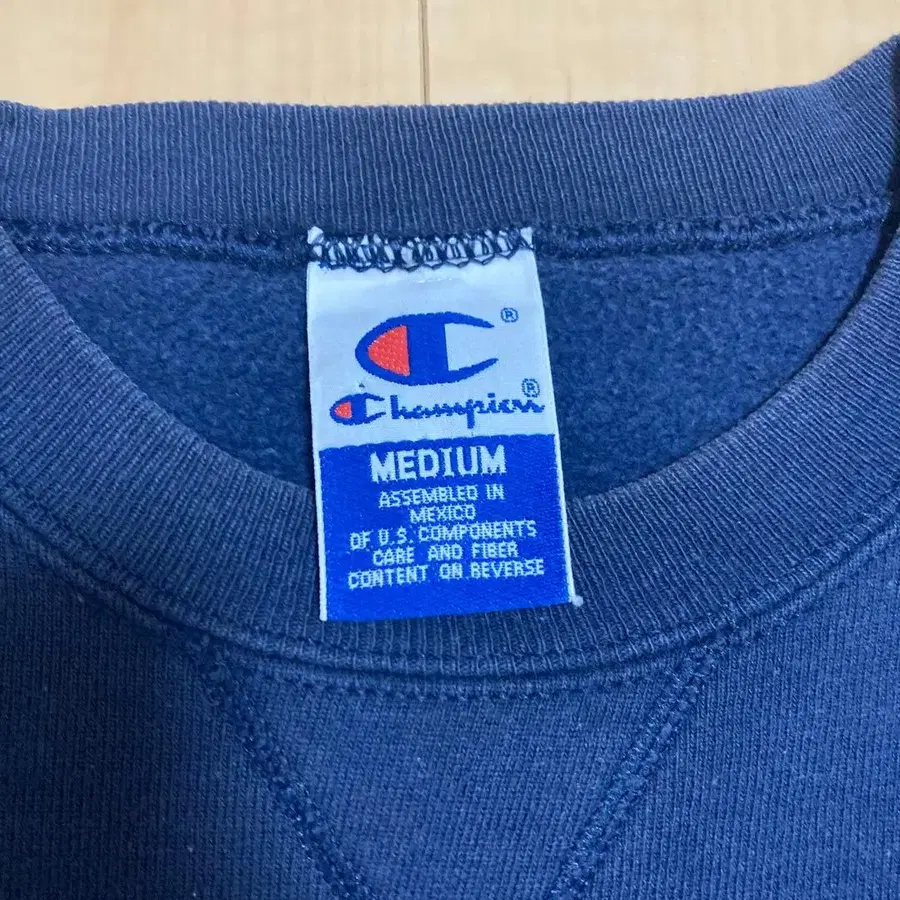 ®
Champion®
MEDIUM
ASSEMBLED IN
MEXICO
OF U.S. COMPONENTS
CARE AND FIBER
CONTENT ON REVERSE